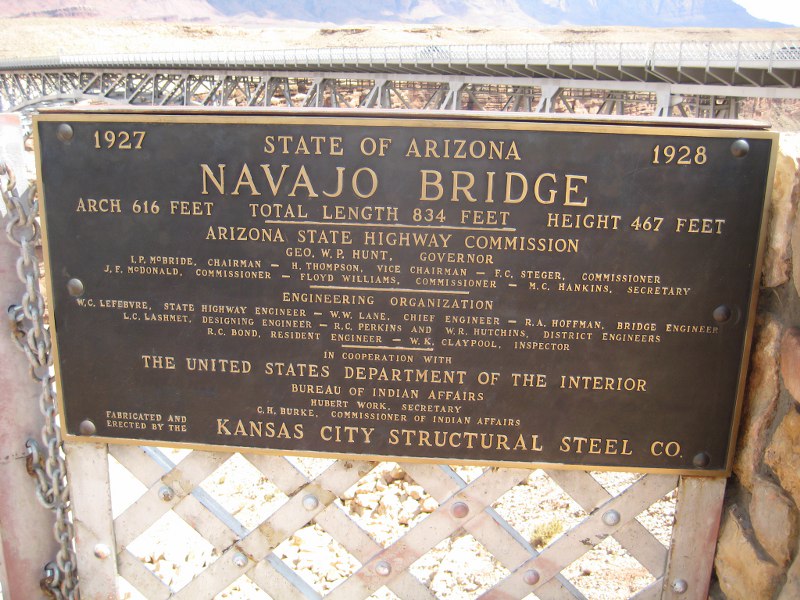 1927 STATE OF ARIZONA 1928
NAVAJO BRIDGE
ARCH 616 FEET TOTAL LENGTH 834 FEET HEIGHT 467 FEET
ARIZONA STATE HIGHWAY COMMISSION
GEO. W. P. HUNT, GOVERNOR
I. P. MCBRIDE, CHAIRMAN – H. THOMPSON, VICE CHAIRMAN – F. C. STEGER, COMMISSIONER
J. F. MCDONALD, COMMISSIONER – FLOYD WILLIAMS, COMMISSIONER – M. C. HANKINS, SECRETARY
ENGINEERING ORGANIZATION
W. C. LEFEBVRE, STATE HIGHWAY ENGINEER – W. W. LANE, CHIEF ENGINEER – R. A. HOFFMAN, BRIDGE ENGINEER
L. C. LASHMET, DESIGNING ENGINEER – R. C. PERKINS AND W. R. HUTCHINS, DISTRICT ENGINEERS
R. C. BOND, RESIDENT ENGINEER – W. K. CLAYPOOL, INSPECTOR
IN COOPERATION WITH
THE UNITED STATES DEPARTMENT OF THE INTERIOR
BUREAU OF INDIAN AFFAIRS
HUBERT WORK, SECRETARY
C. H. BURKE, COMMISSIONER OF INDIAN AFFAIRS
FABRICATED AND
ERECTED BY THE
KANSAS CITY STRUCTURAL STEEL CO.